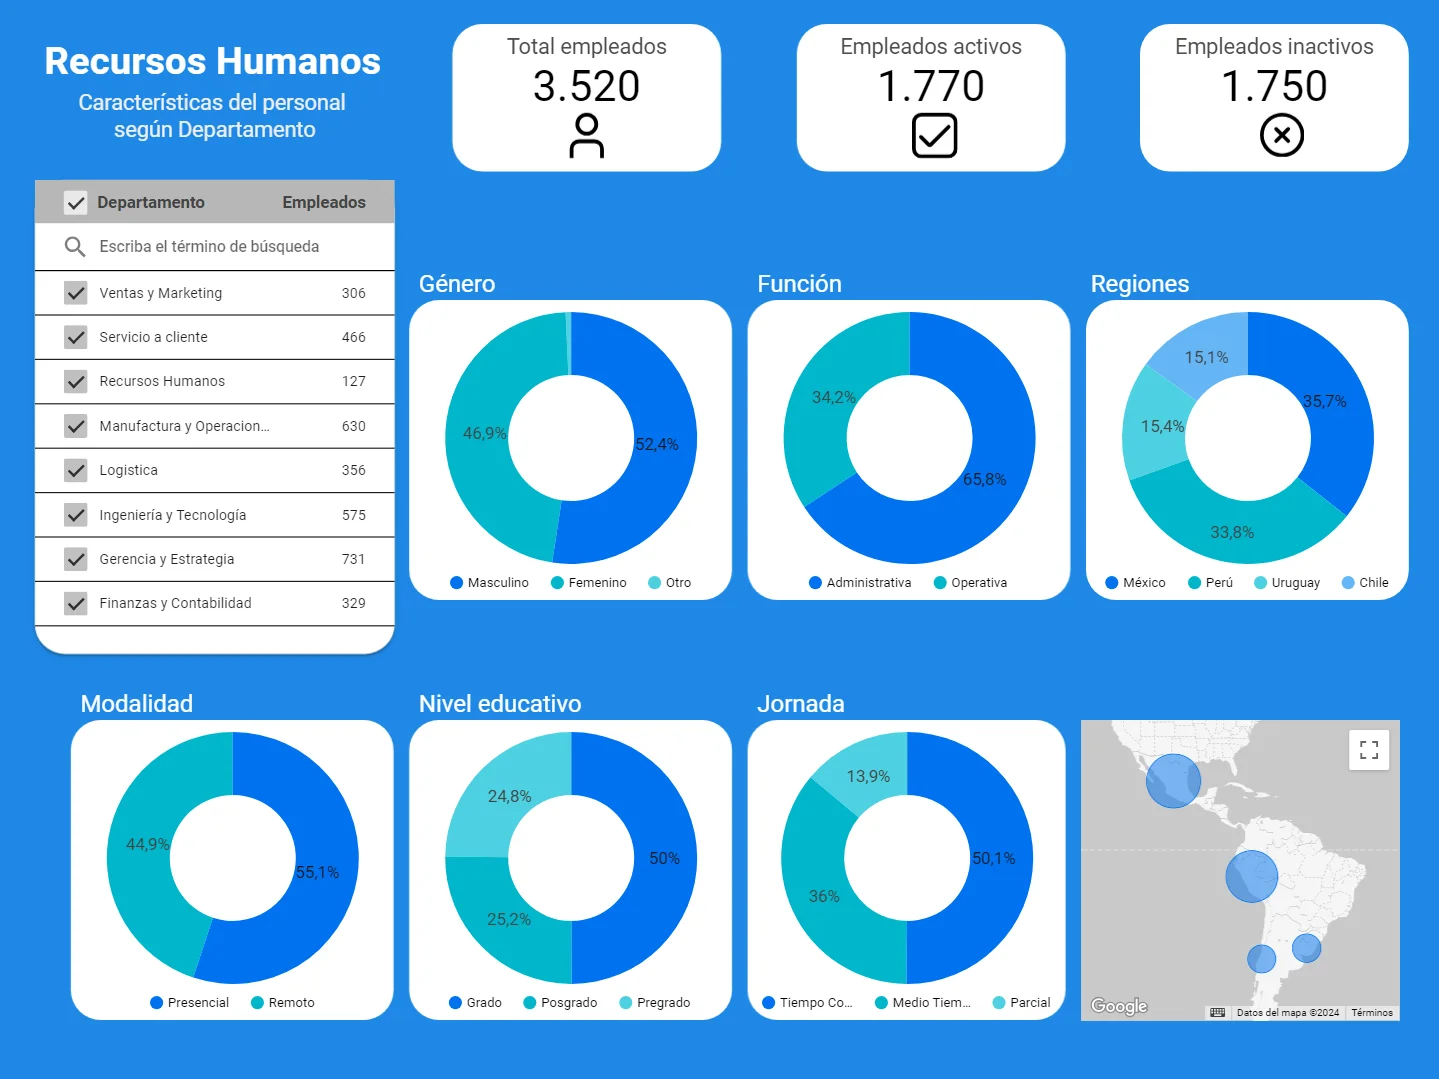 Recursos Humanos
Características del personal
según Departamento
Total empleados
3.520
Empleados activos
1.770
Empleados inactivos
1.750
Departamento Empleados
Escriba el término de búsqueda
Ventas y Marketing 306
Servicio a cliente 466
Recursos Humanos 127
Manufactura y Operacion... 630
Logistica 356
Ingeniería y Tecnología 575
Gerencia y Estrategia 731
Finanzas y Contabilidad 329
Género
46,9%
52,4%
Masculino Femenino Otro
Función
34,2%
65,8%
Administrativa Operativa
Regiones
15,1%
35,7%
15,4%
33,8%
México Perú Uruguay Chile
Modalidad
44,9%
55,1%
Presencial Remoto
Nivel educativo
24,8%
50%
25,2%
Grado Posgrado Pregrado
Jornada
13,9%
50,1%
36%
Tiempo Co... Medio Tiem... Parcial
Google
Datos del mapa ©2024 Términos